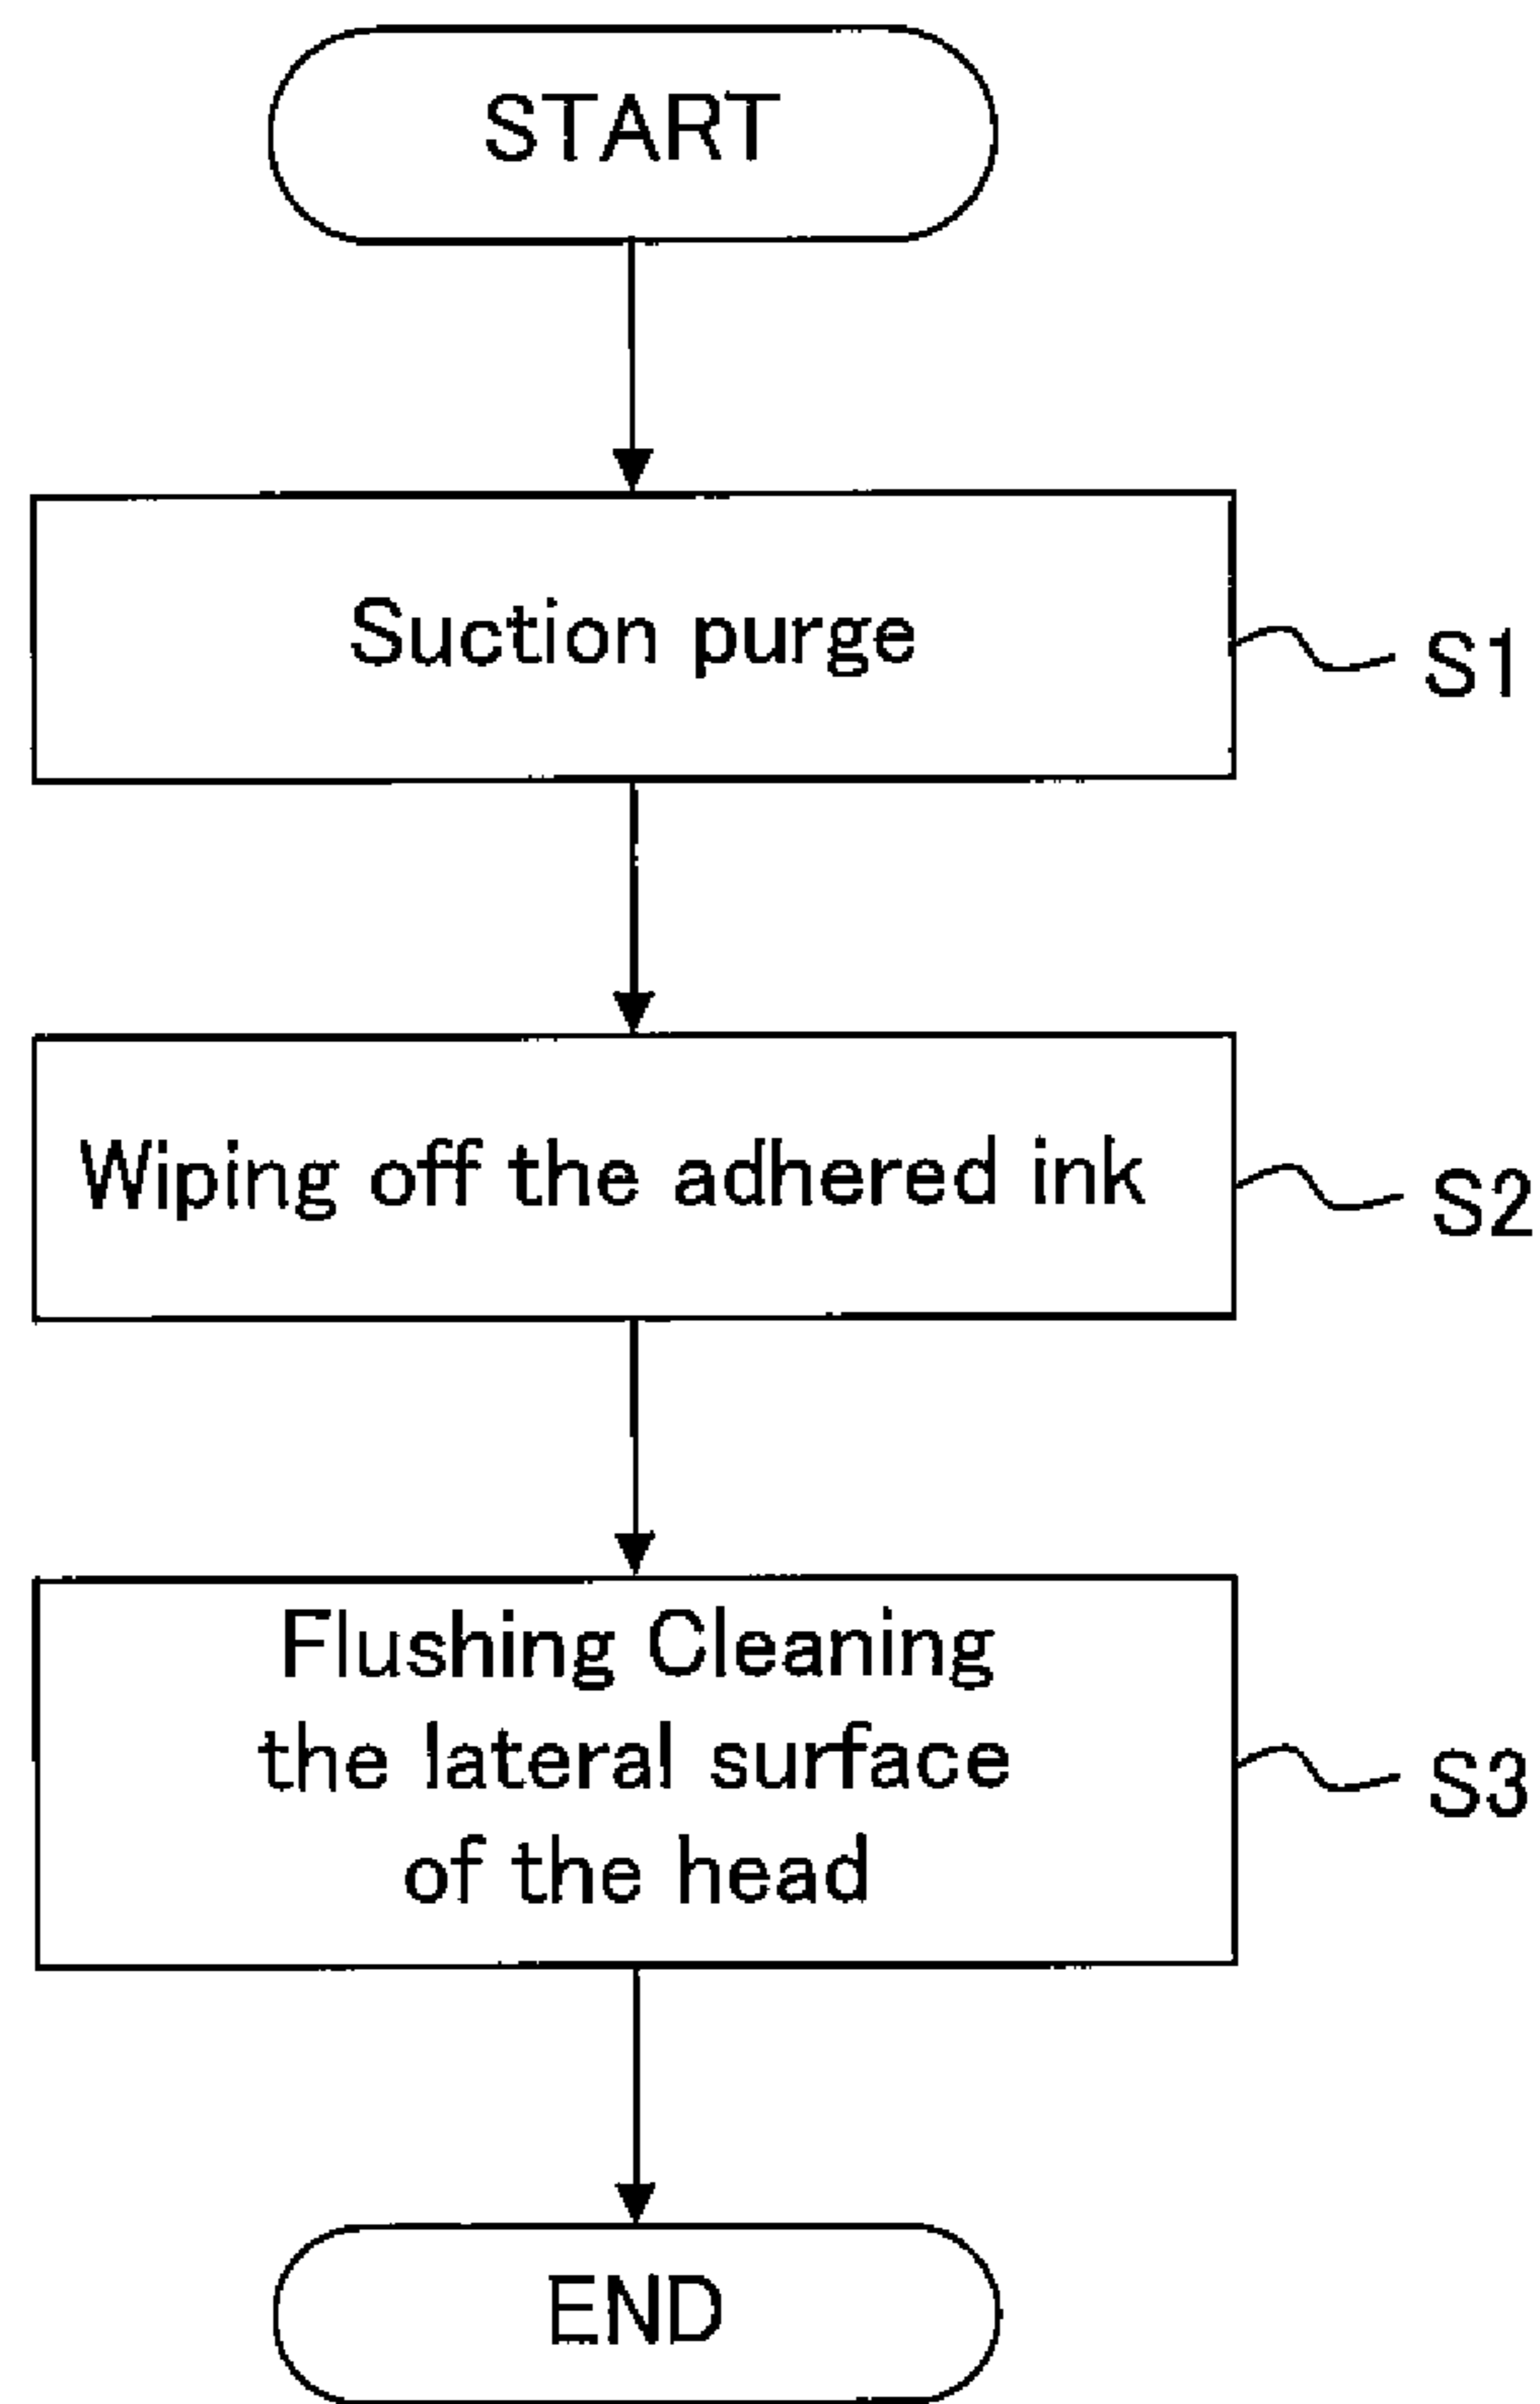 START
Suction purge
S1
Wiping off the adhered ink
S2
Flushing Cleaning
the lateral surface
of the head
S3
END